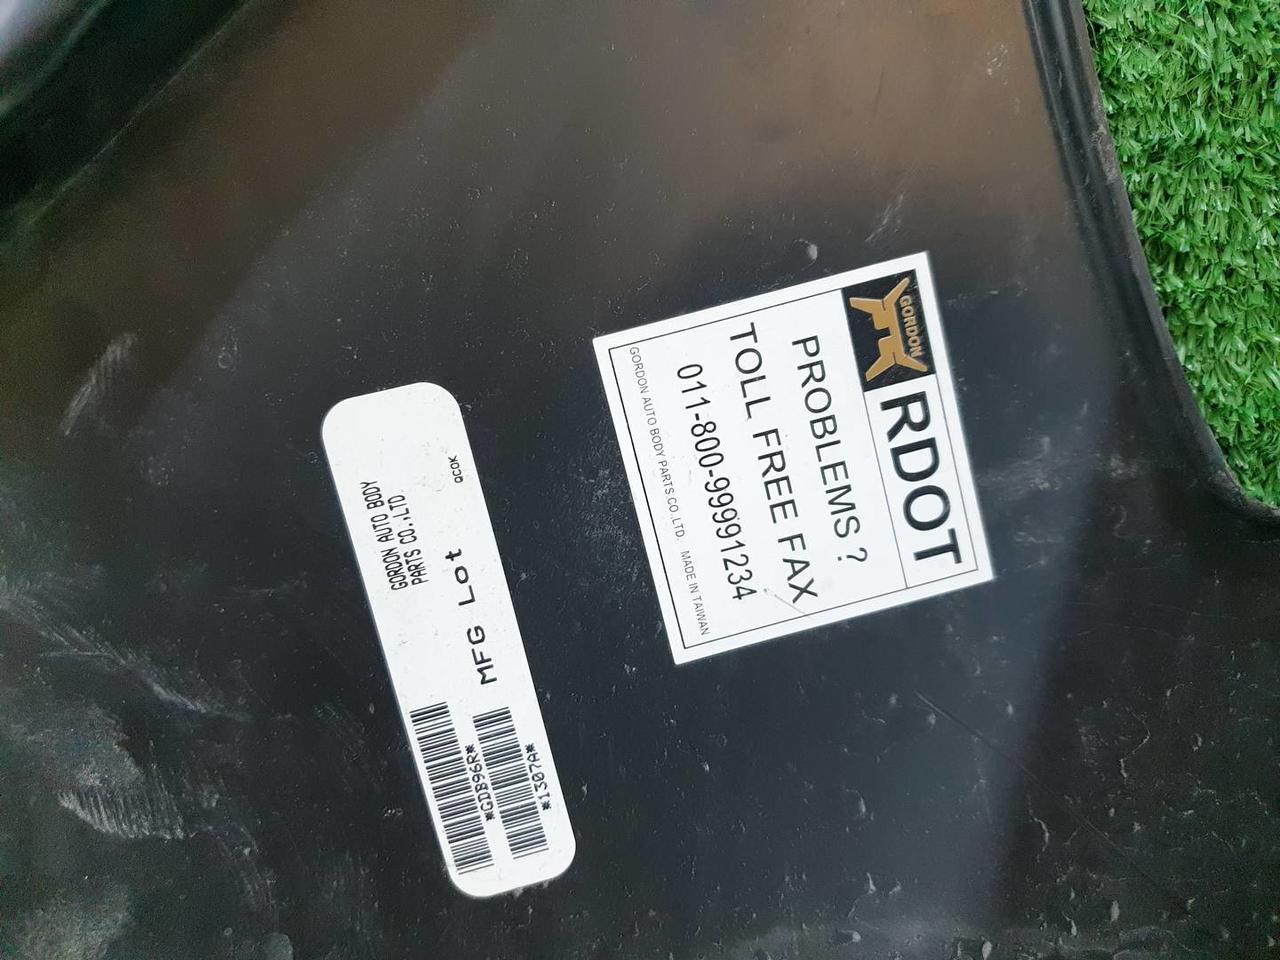 GORDON
RDOT
PROBLEMS?
TOLL FREE FAX
011-800-99991234
GORDON AUTO BODY PARTS.CO.,LTD. MADE IN TAIWAN
QCOK
GORDON AUTO BODY
PARTS CO.,LTD.
MFG Lot
*GDB96R*
*1307A*